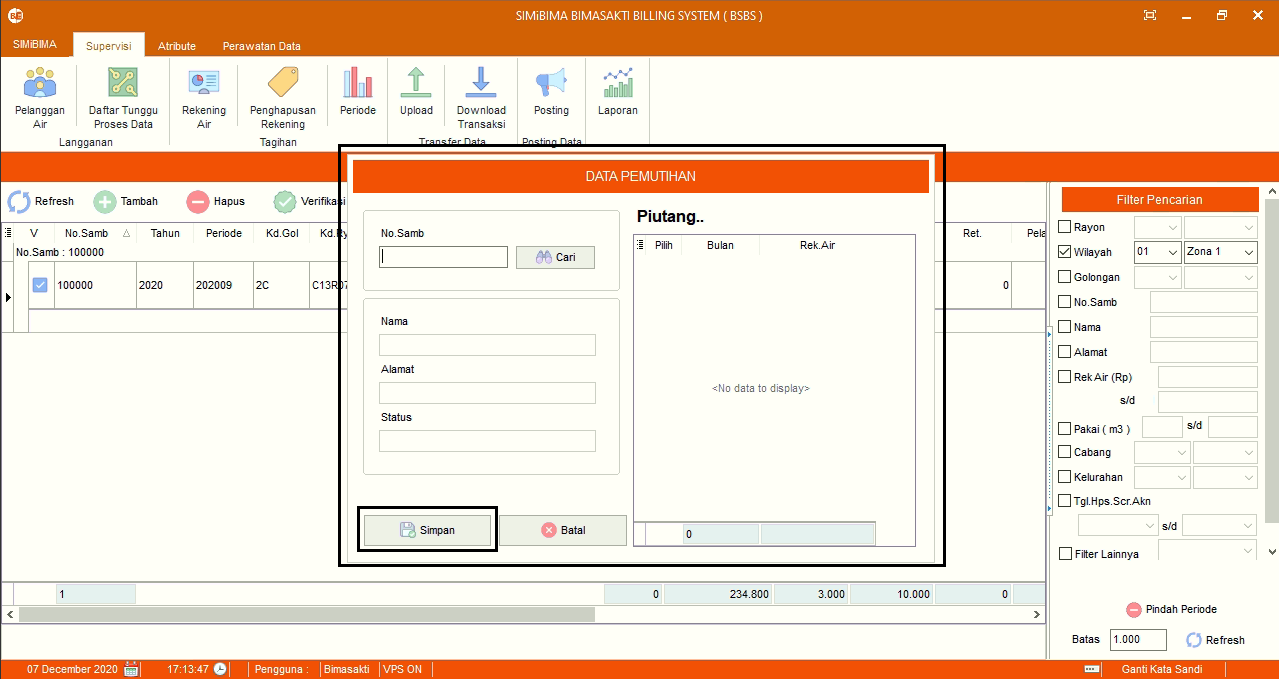 SIMiBIMA BIMASAKTI BILLING SYSTEM ( BSBS )
SIMiBIMA Supervisi Atribute Perawatan Data
Pelanggan Air
Daftar Tunggu Proses Data
Rekening Air
Penghapusan Rekening
Periode
Upload
Download Transaksi
Posting
Laporan
Langganan Tagihan Transfer Data Posting Data
DATA PEMUTIHAN
Refresh Tambah Hapus Verifikasi
V No.Samb Tahun Periode Kd.Gol Ret.
No.Samb : 100000
100000 2020 202009 2C 0
No.Samb
Cari
Nama
Alamat
Status
Simpan Batal
Piutang..
Pilih Bulan Rek.Air
<No data to display>
0
1 0 234.800 3.000 10.000 0
Filter Pencarian
Rayon
Wilayah 01 Zona 1
Golongan
No.Samb
Nama
Alamat
Rek Air (Rp)
s/d
Pakai ( m3 ) s/d
Cabang
Kelurahan
Tgl.Hps.Scr.Akn
s/d
Filter Lainnya
Pindah Periode
Batas 1.000 Refresh
07 December 2020 17:13:47 Pengguna : Bimasakti VPS ON Ganti Kata Sandi